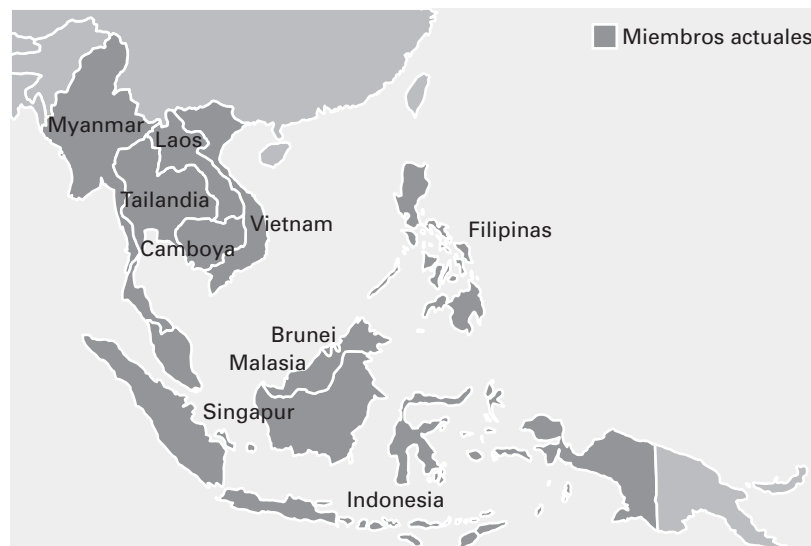 Miembros actuales
Myanmar
Laos
Tailandia
Vietnam
Camboya
Filipinas
Brunei
Malasia
Singapur
Indonesia